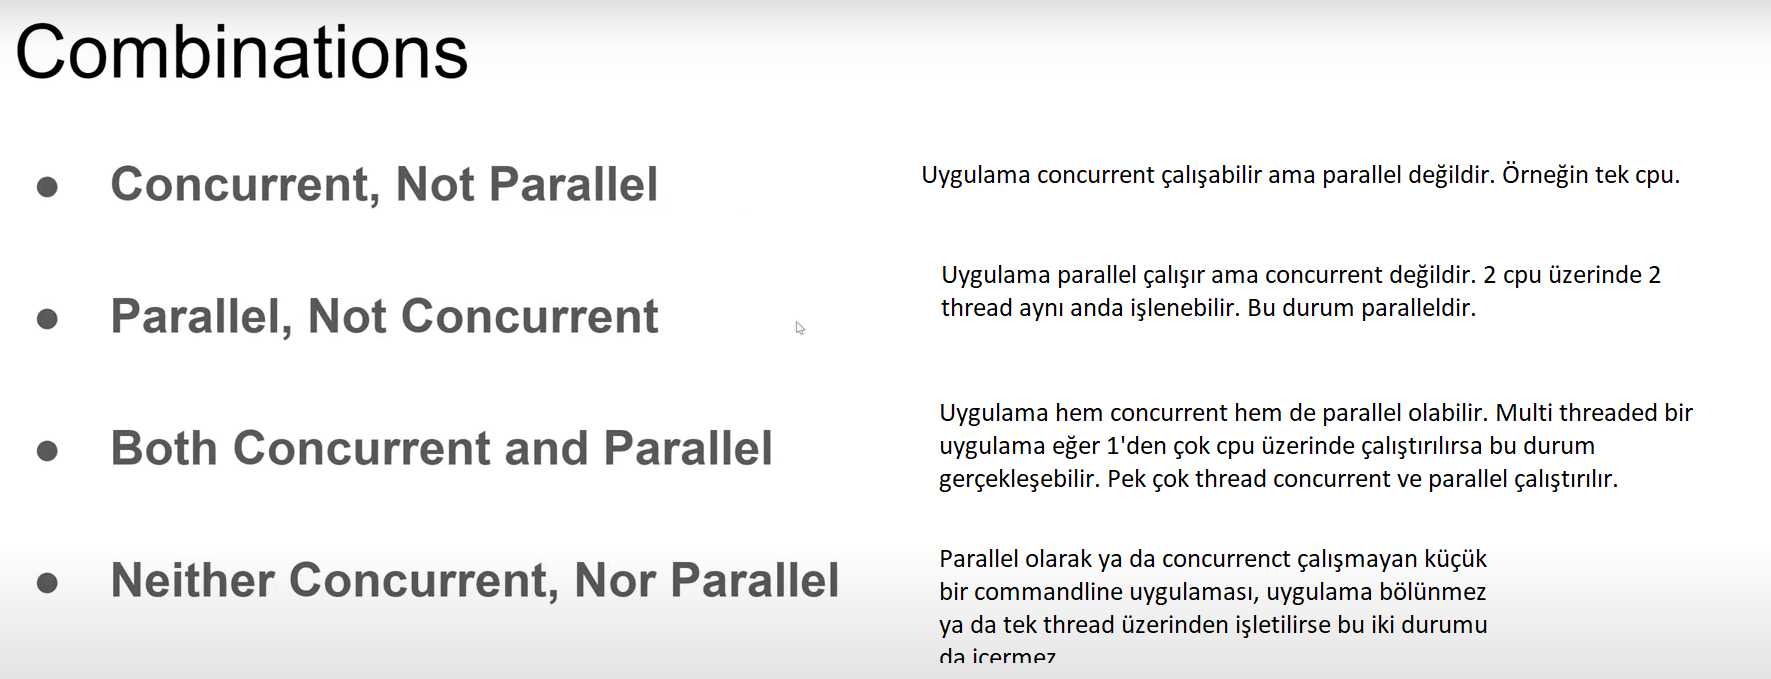 Combinations
● Concurrent, Not Parallel
Uygulama concurrent çalışabilir ama parallel değildir. Örneğin tek cpu.
● Parallel, Not Concurrent
Uygulama parallel çalışır ama concurrent değildir. 2 cpu üzerinde 2
thread aynı anda işlenebilir. Bu durum paralleldir.
● Both Concurrent and Parallel
Uygulama hem concurrent hem de parallel olabilir. Multi threaded bir
uygulama eğer 1'den çok cpu üzerinde çalıştırılırsa bu durum
gerçekleşebilir. Pek çok thread concurrent ve parallel çalıştırılır.
● Neither Concurrent, Nor Parallel
Parallel olarak ya da concurrenct çalışmayan küçük
bir commandline uygulaması, uygulama bölünmez
ya da tek thread üzerinden işletilirse bu iki durumu
da içermez